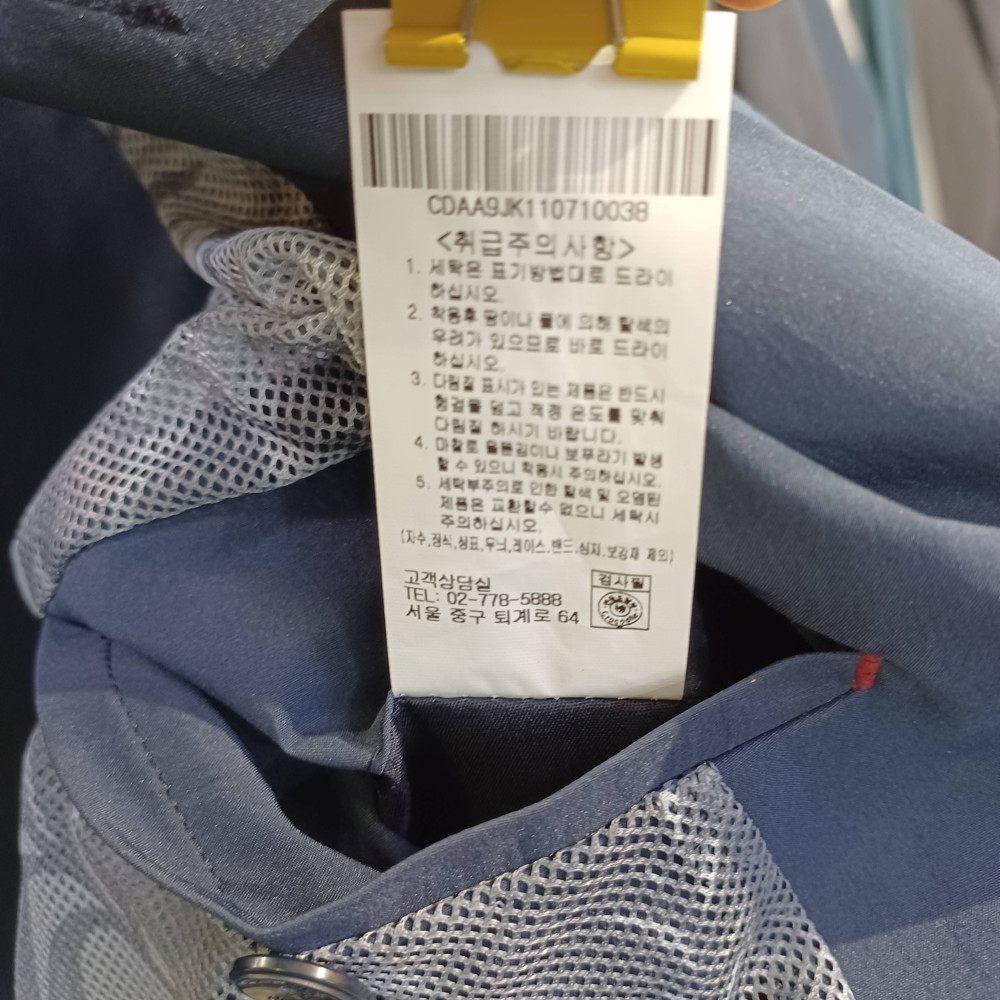 CDAA9JK110710038
<취급주의사항>
1. 세탁은 표기방법대로 드라이
하십시오.
2. 착용후 땀이나 물에 의해 탈색의
우려가 있으므로 바로 드라이
하십시오.
3. 다림질 표시가 있는 제품은 반드시
헝겊을 덮고 적정 온도를 맞춰
다림질 하시기 바랍니다.
4. 마찰로 올뜯김이나 보푸라기 발생
할 수 있으니 착용시 주의하십시오.
5. 세탁부주의로 인한 탈색 및 오염된
제품은 교환할수 없으니 세탁시
주의하십시오.
(자수,장식,상표,무늬,레이스,밴드,심지,보강재 제외)
고객상담실
TEL: 02-778-5888
서울 중구 퇴계로 64
검사필
CROCODILE